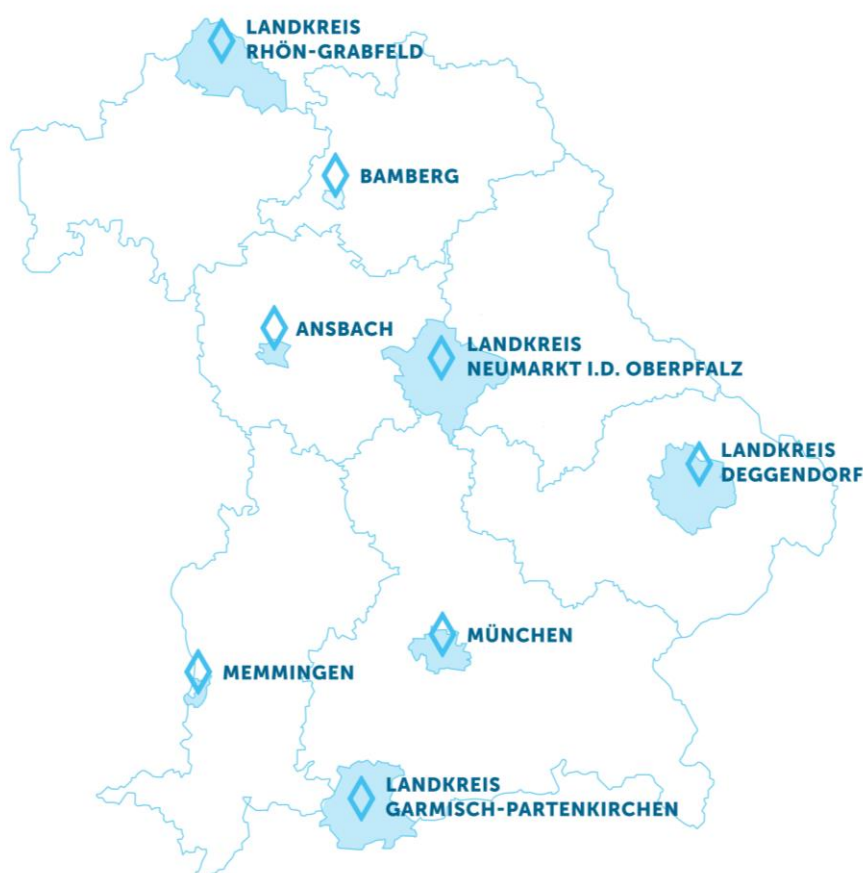 LANDKREIS
RHÖN-GRABFELD
BAMBERG
ANSBACH
LANDKREIS
NEUMARKT I.D. OBERPFALZ
LANDKREIS
DEGGENDORF
MÜNCHEN
MEMMINGEN
LANDKREIS
GARMISCH-PARTENKIRCHEN